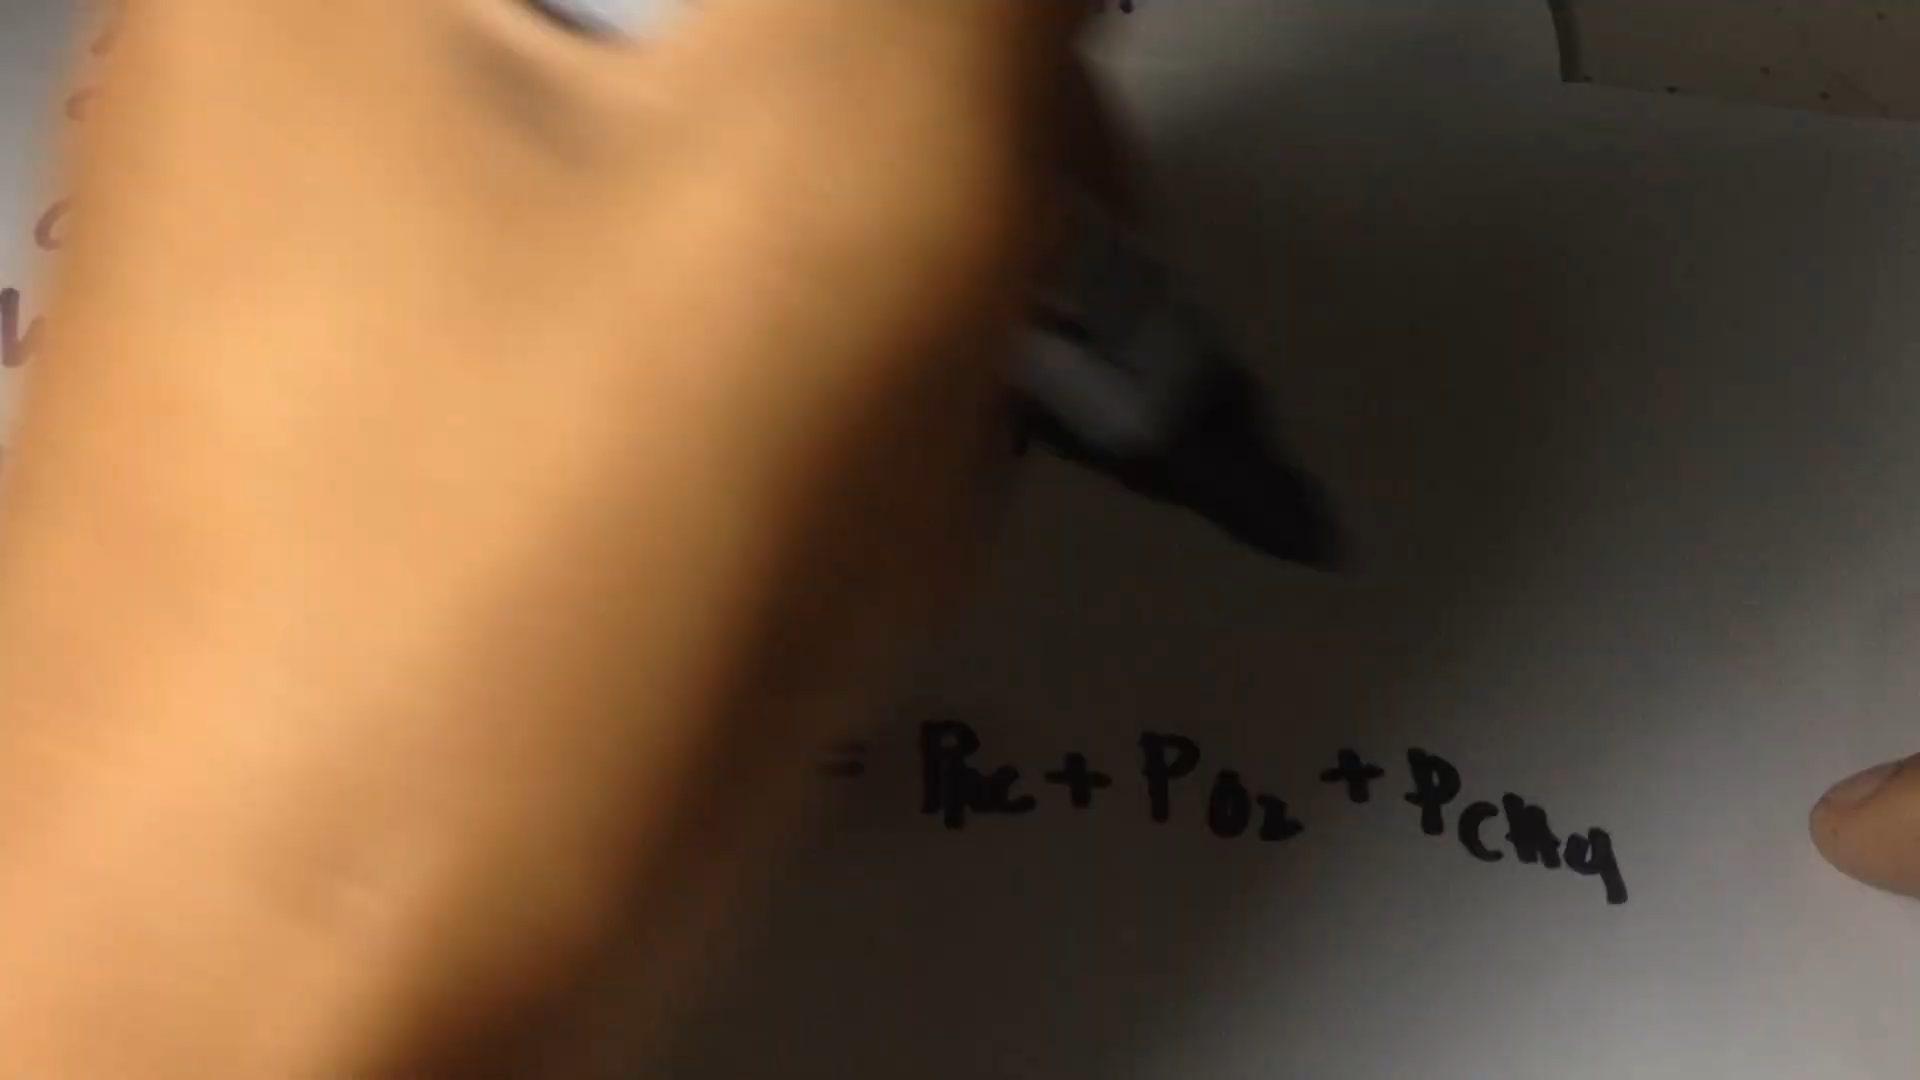 = PHe + PO2 + PCH4